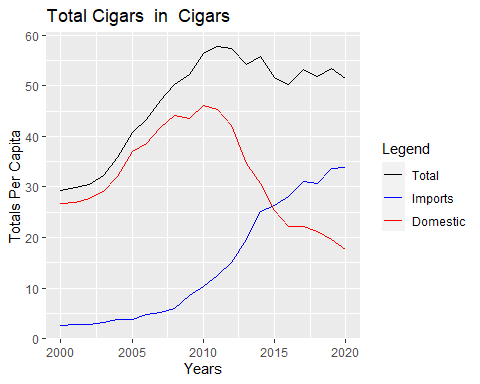 Total Cigars in Cigars
60
50
40
30
20
10
0
Totals Per Capita
2000 2005 2010 2015 2020
Years
Legend
Total
Imports
Domestic